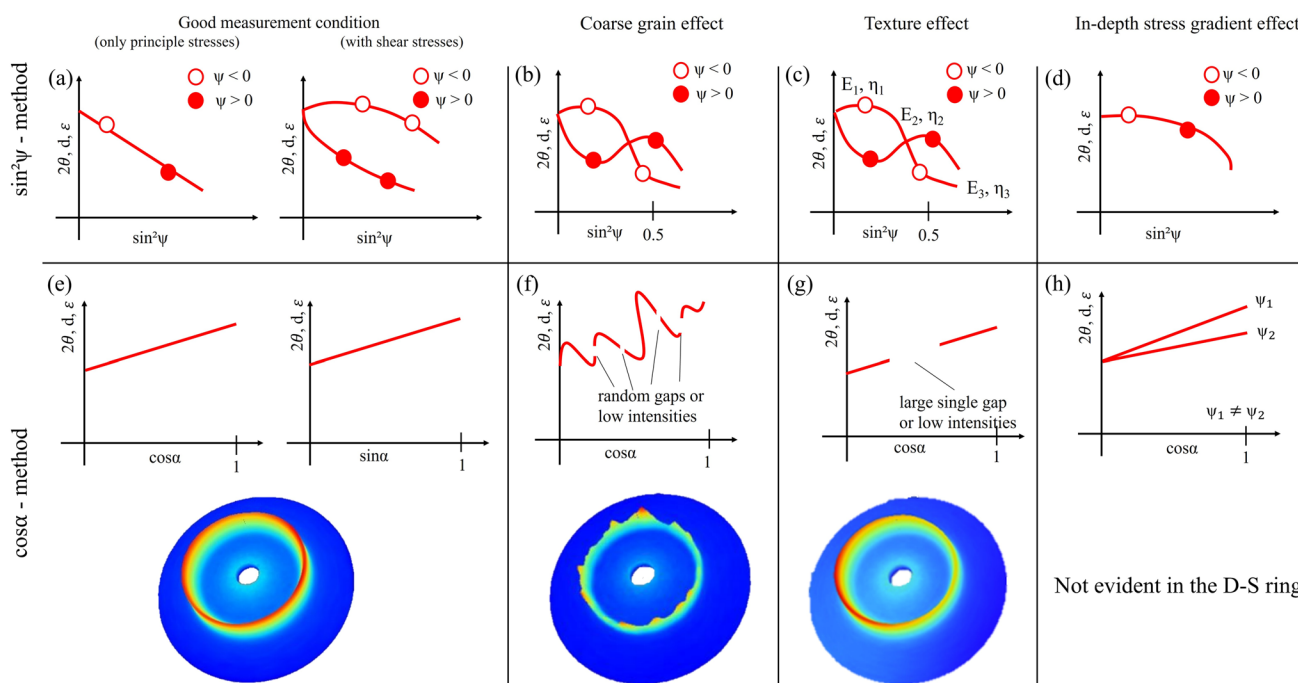 Good measurement condition
(only principle stresses)
(with shear stresses)
Coarse grain effect
Texture effect
In-depth stress gradient effect
sin²ψ - method
(a)
ψ < 0
ψ > 0
2θ, d, ε
sin²ψ
ψ < 0
ψ > 0
2θ, d, ε
sin²ψ
(b)
ψ < 0
ψ > 0
2θ, d, ε
sin²ψ
0.5
(c)
ψ < 0
ψ > 0
E₁, η₁
E₂, η₂
E₃, η₃
2θ, d, ε
sin²ψ
0.5
(d)
ψ < 0
ψ > 0
2θ, d, ε
sin²ψ
cosα - method
(e)
2θ, d, ε
cosα
1
2θ, d, ε
sinα
1
(f)
2θ, d, ε
random gaps or
low intensities
cosα
1
(g)
2θ, d, ε
large single gap
or low intensities
cosα
1
(h)
2θ, d, ε
ψ₁
ψ₂
ψ₁ ≠ ψ₂
cosα
1
Not evident in the D-S ring